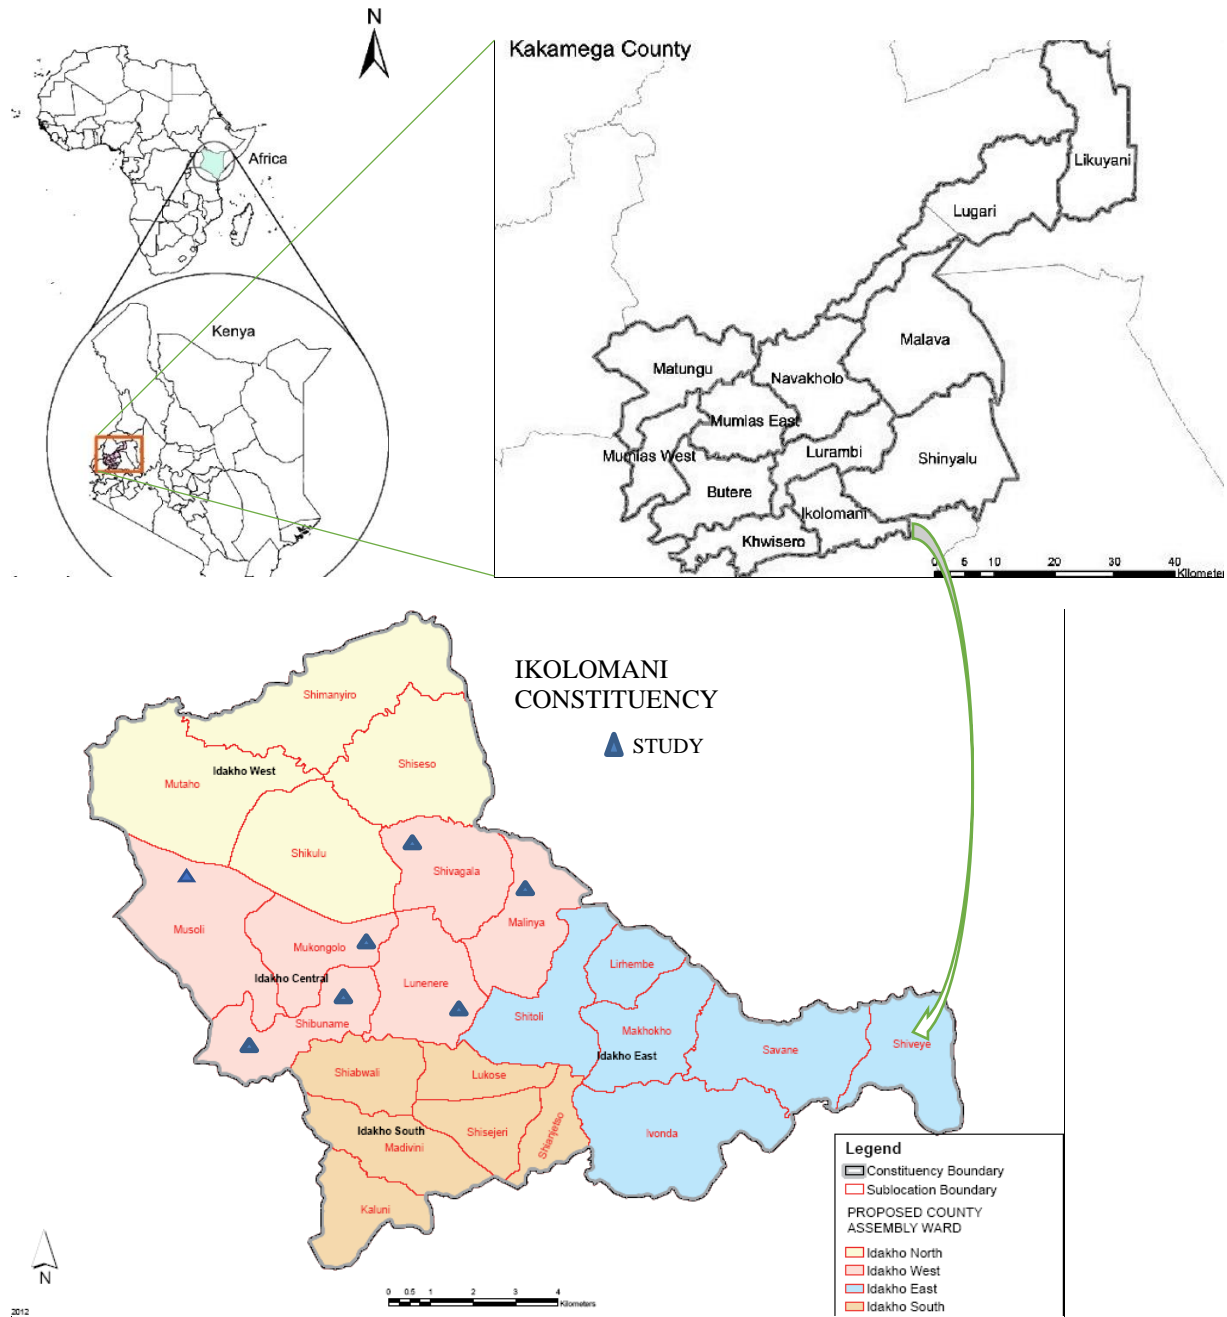 N
Kakamega County
Africa
Likuyani
Lugari
Kenya
Malava
Matungu
Navakholo
Mumias East
Mumias West
Lurambi
Shinyalu
Butere
Ikolomani
Khwisero
0 5 10 20 30 40
Kilometer
IKOLOMANI
CONSTITUENCY
STUDY
Shimanyiro
Idakho West
Shiseso
Mutaho
Shikulu
Shivagala
Malinya
Musoli
Mukongolo
Lirhembe
Idakho Central
Lunenere
Shitoli
Shibuname
Makhokho
Idakho East
Savane
Shiveye
Shiabwali
Lukose
Idakho South
Shisejeri
Shianjetso
Ivonda
Madivini
Kaluni
Legend
Constituency Boundary
Sublocation Boundary
PROPOSED COUNTY
ASSEMBLY WARD
Idakho North
Idakho West
Idakho East
Idakho South
N
0 0.5 1 2 3 4
Kilometers
2012